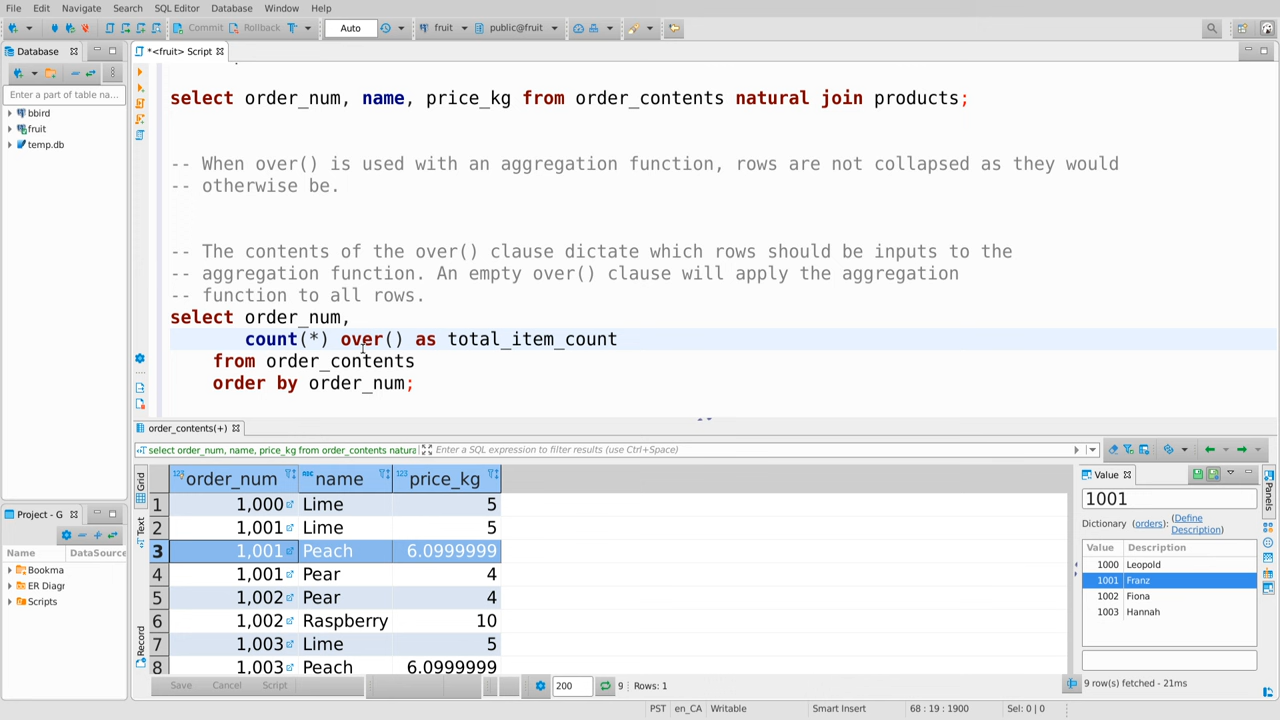 File Edit Navigate Search SQL Editor Database Window Help
Commit Rollback Auto fruit public@fruit
Database
*<fruit> Script
Enter a part of table na...
bbird
fruit
temp.db
select order_num, name, price_kg from order_contents natural join products;
-- When over() is used with an aggregation function, rows are not collapsed as they would
-- otherwise be.
-- The contents of the over() clause dictate which rows should be inputs to the
-- aggregation function. An empty over() clause will apply the aggregation
-- function to all rows.
select order_num,
count(*) over() as total_item_count
from order_contents
order by order_num;
order_contents(+)
select order_num, name, price_kg from order_contents natura
Enter a SQL expression to filter results (use Ctrl+Space)
Grid
Text
Record
123 order_num ABC name 123 price_kg
1 1,000 Lime 5
2 1,001 Lime 5
3 1,001 Peach 6.0999999
4 1,001 Pear 4
5 1,002 Pear 4
6 1,002 Raspberry 10
7 1,003 Lime 5
8 1,003 Peach 6.0999999
Value
1001
Dictionary (orders): (Define
Description)
Value Description
1000 Leopold
1001 Franz
1002 Fiona
1003 Hannah
Panels
Project - G
Name DataSource
Bookma
ER Diagr
Scripts
Save Cancel Script 200 9 Rows: 1
9 row(s) fetched - 21ms
PST en_CA Writable Smart Insert 68 : 19 : 1900 Sel: 0 | 0